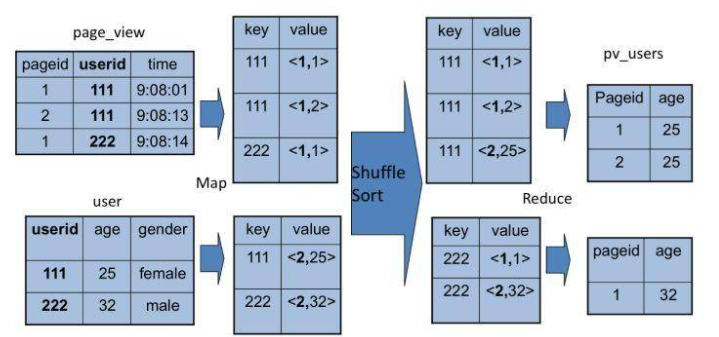 page_view
pageid userid time
1 111 9:08:01
2 111 9:08:13
1 222 9:08:14
key value
111 <1,1>
111 <1,2>
222 <1,1>
Map
user
userid age gender
111 25 female
222 32 male
key value
111 <2,25>
222 <2,32>
Shuffle
Sort
key value
111 <1,1>
111 <1,2>
111 <2,25>
Reduce
key value
222 <1,1>
222 <2,32>
pv_users
Pageid age
1 25
2 25
pageid age
1 32